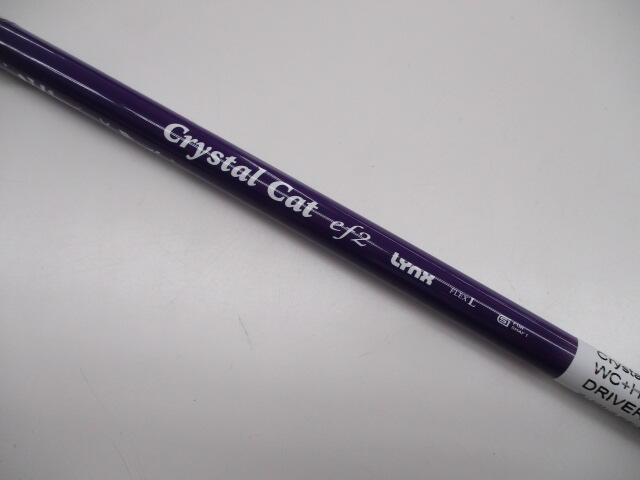 Crystal Cat ef2 LYNX FLEX L
WC+H
DRIVER